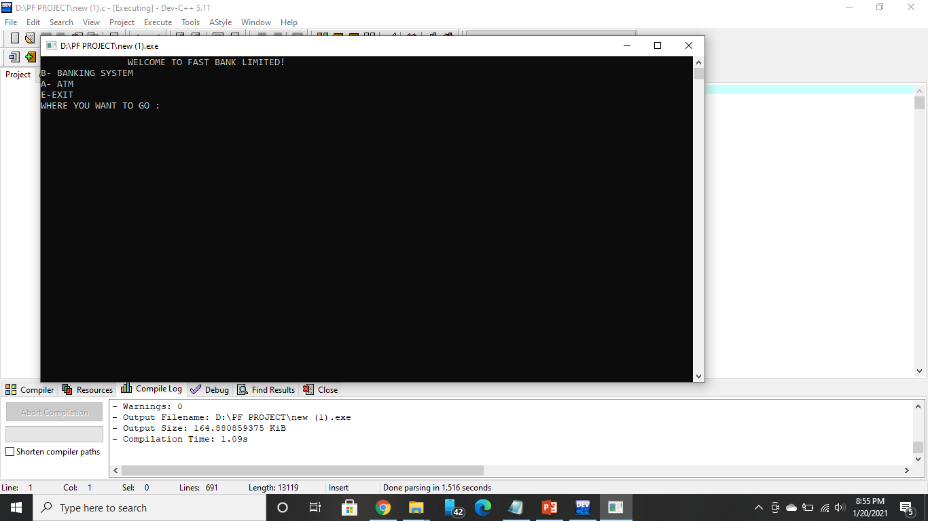 D:\PF PROJECT\new (1).c - [Executing] - Dev-C++ 5.11
File Edit Search View Project Execute Tools AStyle Window Help
D:\PF PROJECT\new (1).exe
Project
WELCOME TO FAST BANK LIMITED!
B- BANKING SYSTEM
A- ATM
E-EXIT
WHERE YOU WANT TO GO :
Compiler Resources Compile Log Debug Find Results Close
Abort Compilation
Shorten compiler paths
- Warnings: 0
- Output Filename: D:\PF PROJECT\new (1).exe
- Output Size: 164.880859375 KiB
- Compilation Time: 1.09s
Line: 1 Col: 1 Sel: 0 Lines: 691 Length: 13119 Insert Done parsing in 1.516 seconds
Type here to search
42
DEV
8:55 PM
1/20/2021
5